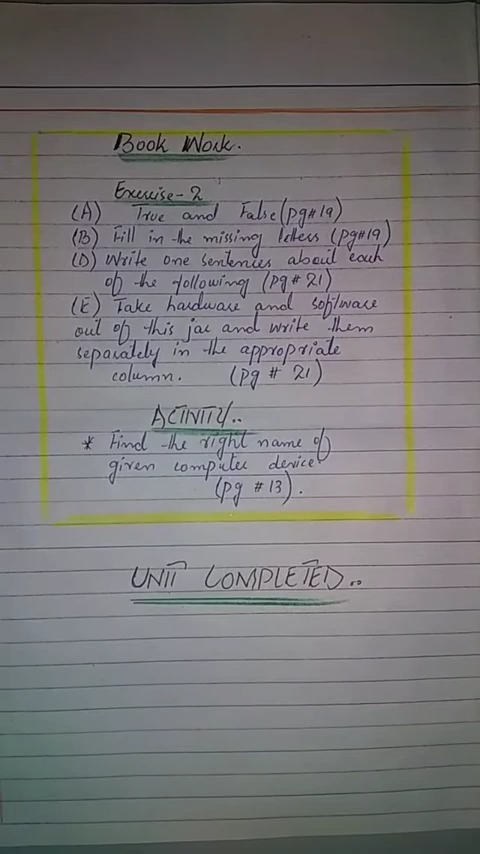 Book Work.
Exercise-2
(A) True and False (pg#19)
(B) Fill in the missing letters (pg#19)
(D) Write one sentences about each
of the following (pg # 21)
(E) Take hardware and software
out of this jar and write them
separately in the appropriate
column. (pg # 21)
ACTIVITY..
* Find the right name of
given computer device
(pg # 13).
UNIT COMPLETED..